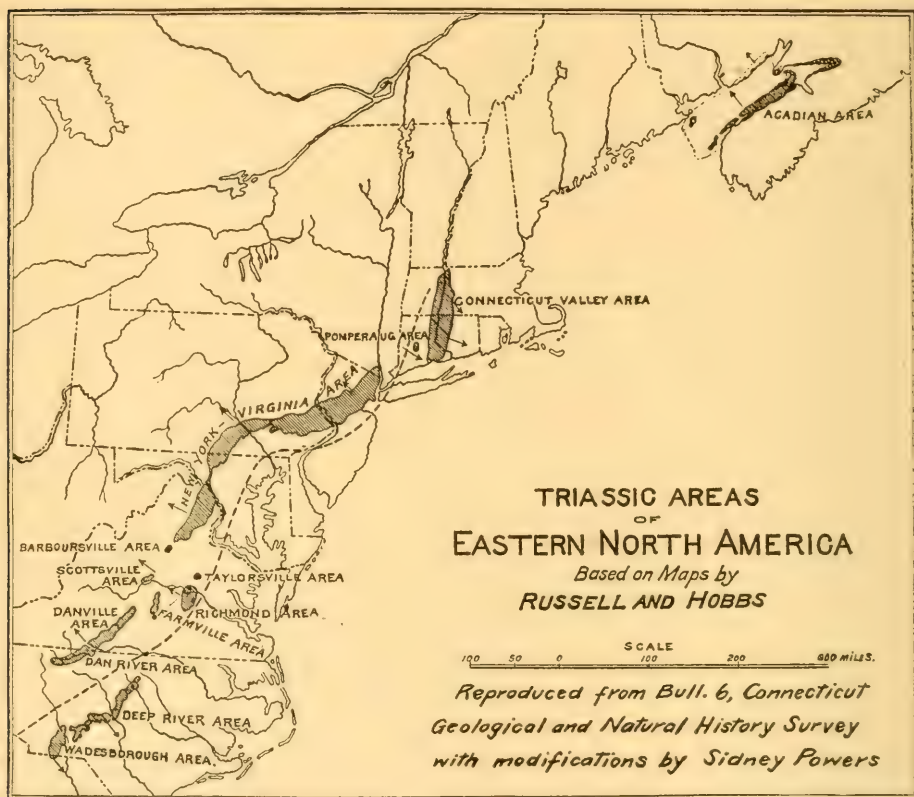 ACADIAN AREA
CONNECTICUT VALLEY AREA
POMPERAUG AREA
NEW YORK - VIRGINIA AREA
BARBOURSVILLE AREA
SCOTTSVILLE AREA
TAYLORSVILLE AREA
DANVILLE
AREA
RICHMOND AREA
FARMVILLE AREA
DAN RIVER AREA
DEEP RIVER AREA
WADESBOROUGH AREA
TRIASSIC AREAS
OF
EASTERN NORTH AMERICA
Based on Maps by
RUSSELL AND HOBBS
SCALE
100 50 0 100 200 300 MILES.
Reproduced from Bull. 6, Connecticut
Geological and Natural History Survey
with modifications by Sidney Powers